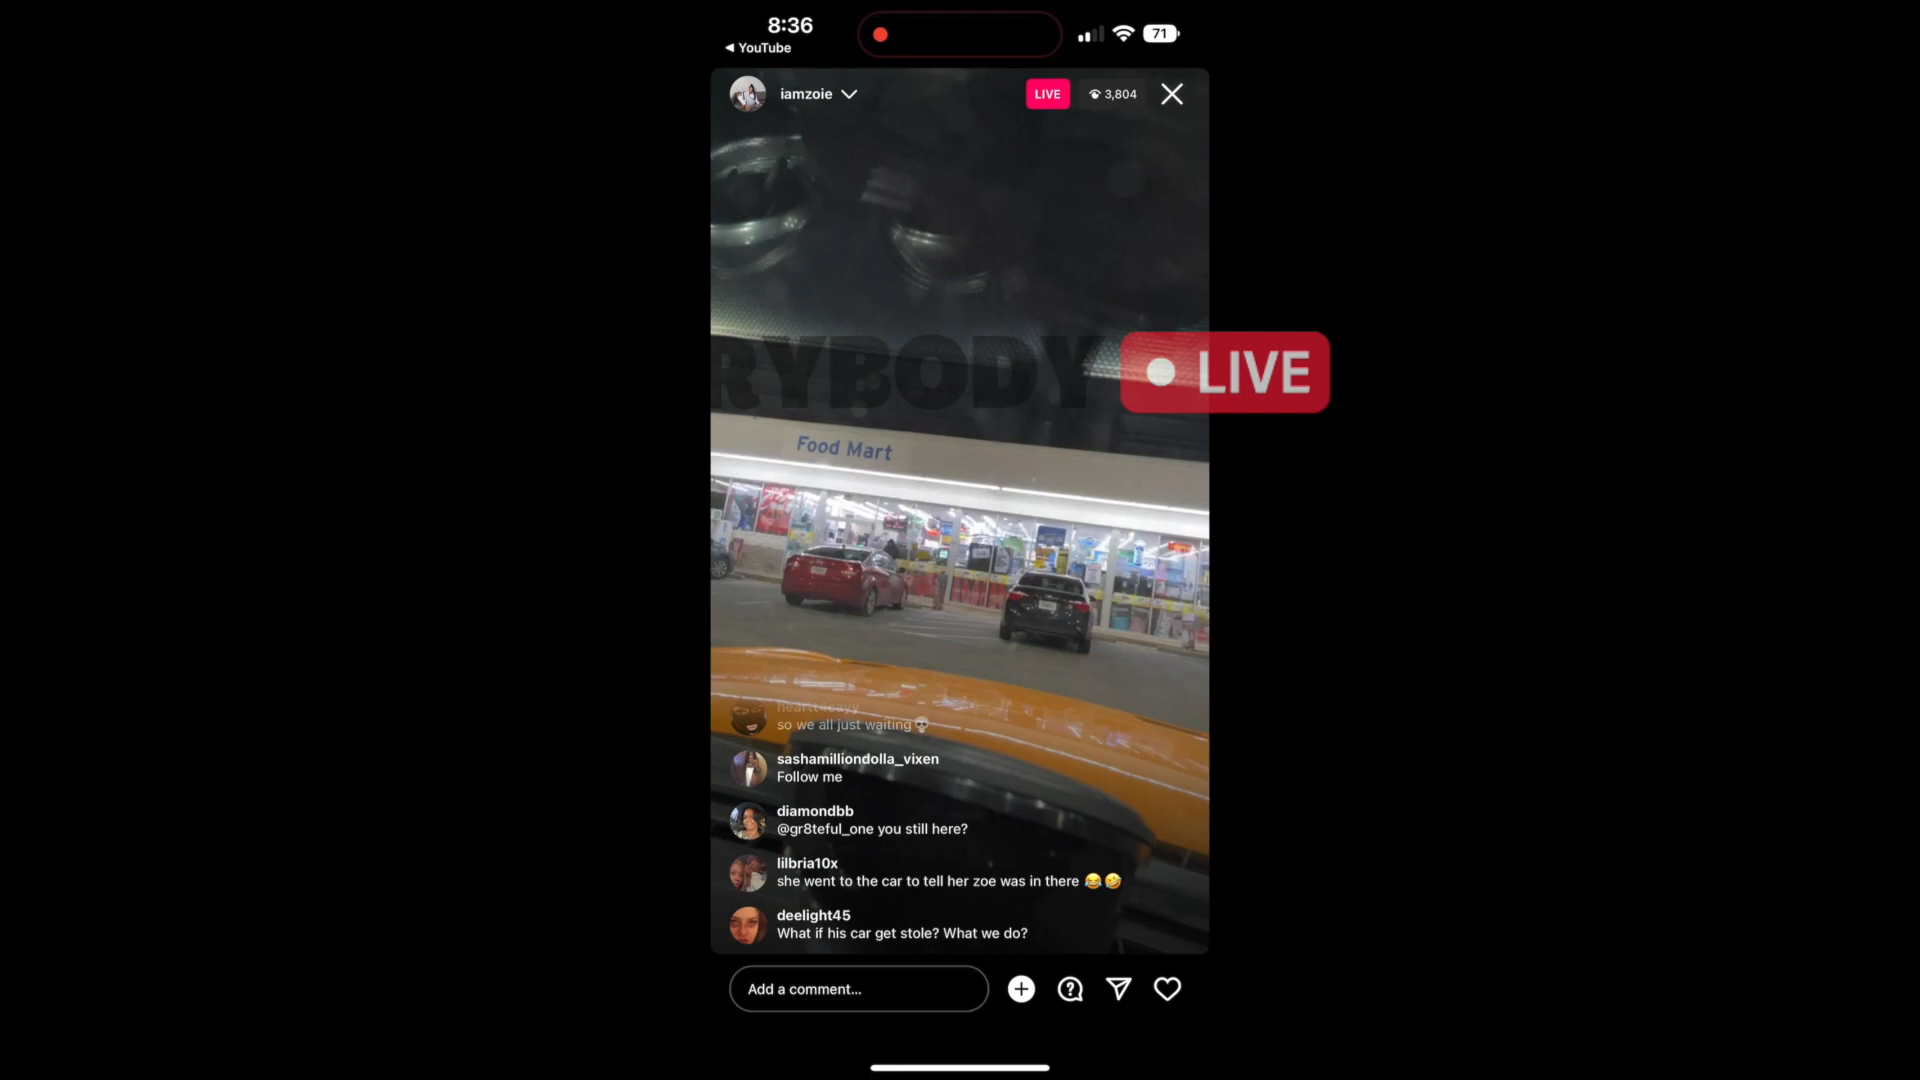 8:36
YouTube
71
iamzoie
LIVE
3,804
RYBODY
LIVE
Food Mart
heartt4cayy
so we all just waiting💀
sashamilliondolla_vixen
Follow me
diamondbb
@gr8teful_one you still here?
lilbria10x
she went to the car to tell her zoe was in there 😂🤣
deelight45
What if his car get stole? What we do?
Add a comment...